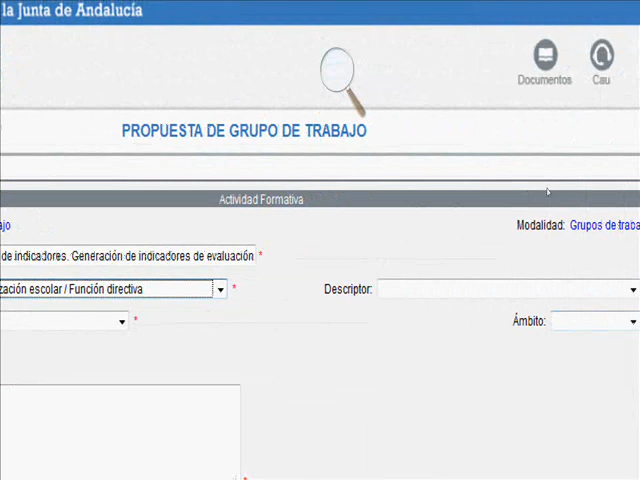 la Junta de Andalucía
Documentos
Cau
PROPUESTA DE GRUPO DE TRABAJO
Actividad Formativa
ajo
Modalidad: Grupos de traba
de indicadores. Generación de indicadores de evaluación *
zación escolar / Función directiva *
Descriptor:
*
Ámbito:
*